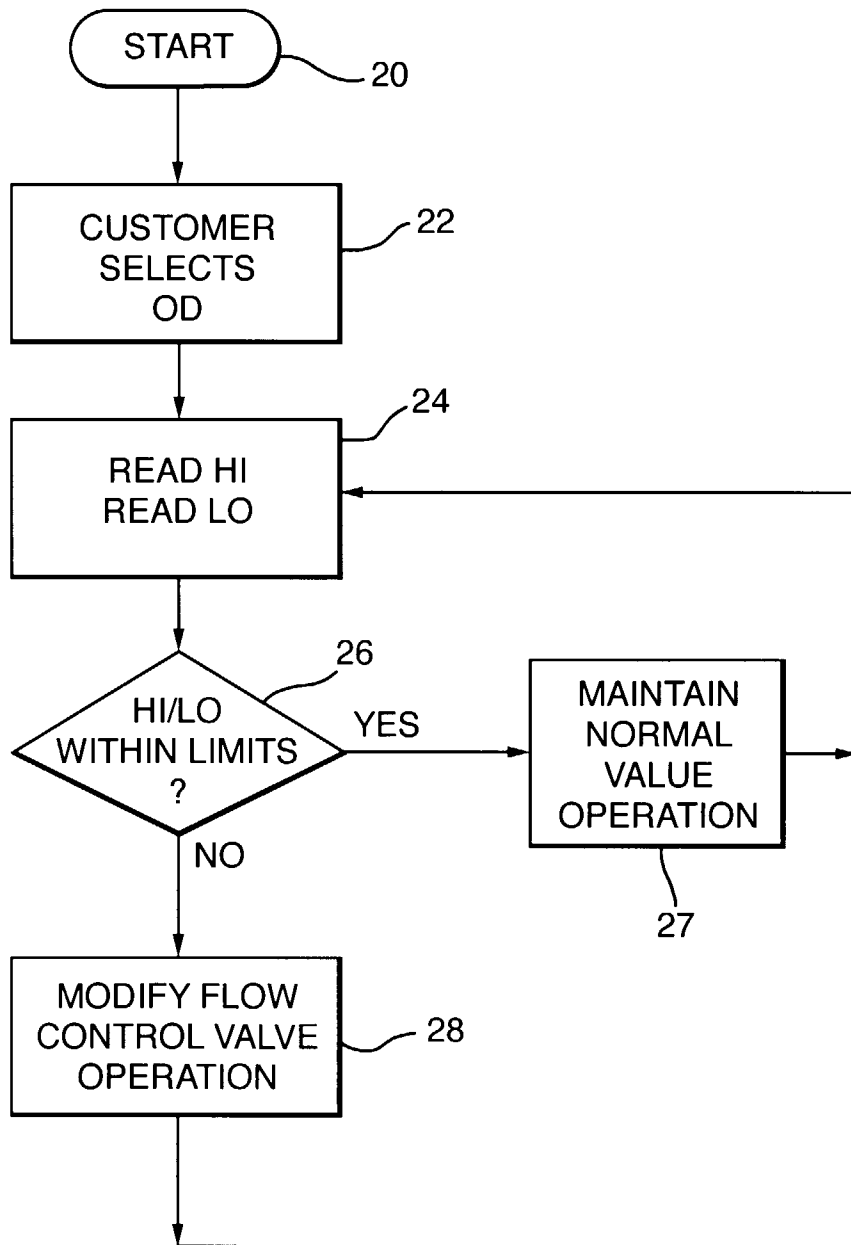 START
20
CUSTOMER
SELECTS
OD
22
READ HI
READ LO
24
HI/LO
WITHIN LIMITS
?
26
YES
MAINTAIN
NORMAL
VALUE
OPERATION
27
NO
MODIFY FLOW
CONTROL VALVE
OPERATION
28